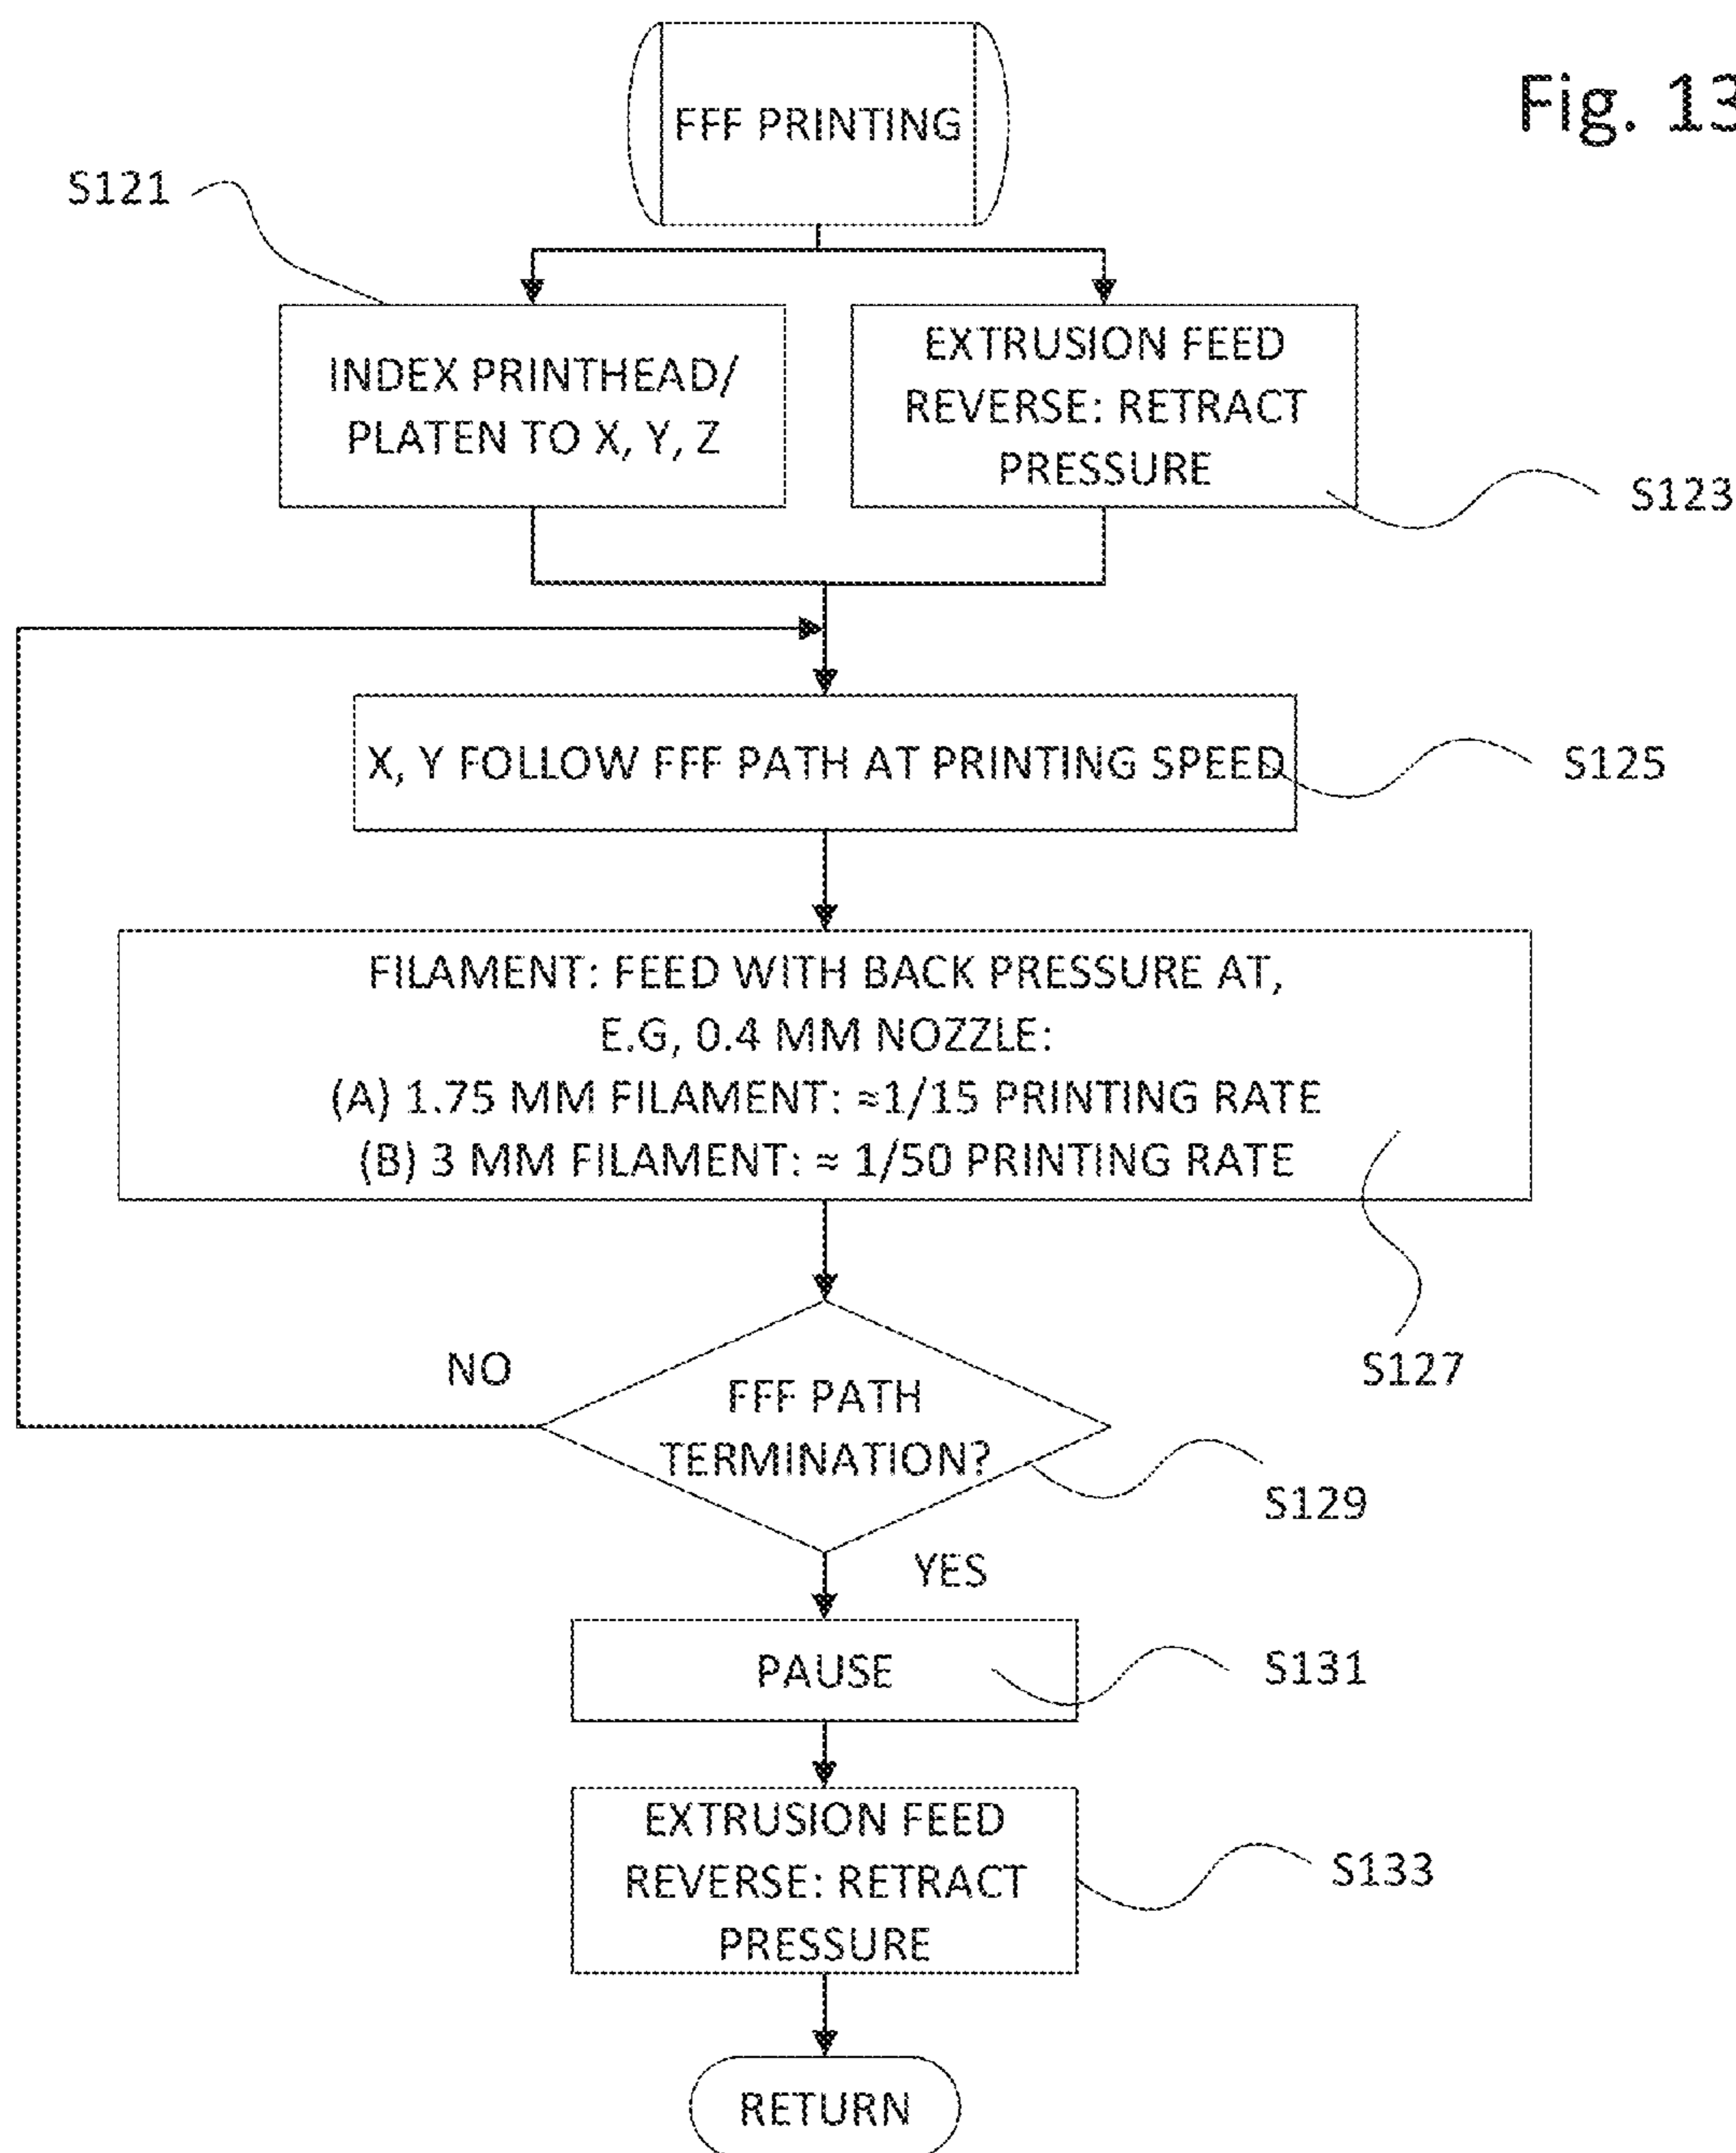 Fig. 13
FFF PRINTING
S121
INDEX PRINTHEAD/
PLATEN TO X, Y, Z
EXTRUSION FEED
REVERSE: RETRACT
PRESSURE
S123
X, Y FOLLOW FFF PATH AT PRINTING SPEED
S125
FILAMENT: FEED WITH BACK PRESSURE AT,
E.G, 0.4 MM NOZZLE:
(A) 1.75 MM FILAMENT: ≈1/15 PRINTING RATE
(B) 3 MM FILAMENT: ≈ 1/50 PRINTING RATE
S127
NO
FFF PATH
TERMINATION?
S129
YES
PAUSE
S131
EXTRUSION FEED
REVERSE: RETRACT
PRESSURE
S133
RETURN